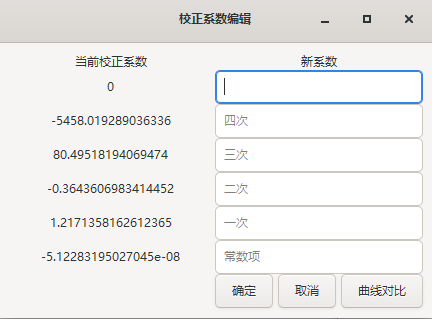 校正系数编辑
当前校正系数 新系数
0
-5458.019289036336 四次
80.49518194069474 三次
-0.3643606983414452 二次
1.2171358162612365 一次
-5.12283195027045e-08 常数项
确定 取消 曲线对比